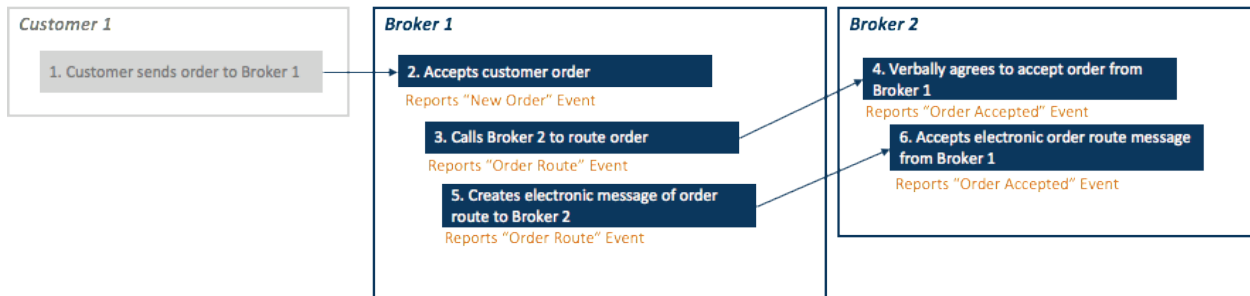 Customer 1
1. Customer sends order to Broker 1
Broker 1
2. Accepts customer order
Reports "New Order" Event
3. Calls Broker 2 to route order
Reports "Order Route" Event
5. Creates electronic message of order
route to Broker 2
Reports "Order Route" Event
Broker 2
4. Verbally agrees to accept order from
Broker 1
Reports "Order Accepted" Event
6. Accepts electronic order route message
from Broker 1
Reports "Order Accepted" Event